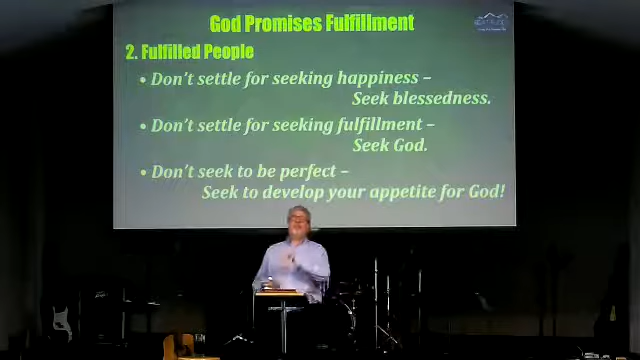 God Promises Fulfillment
2. Fulfilled People
• Don't settle for seeking happiness –
Seek blessedness.
• Don't settle for seeking fulfillment –
Seek God.
• Don't seek to be perfect –
Seek to develop your appetite for God!